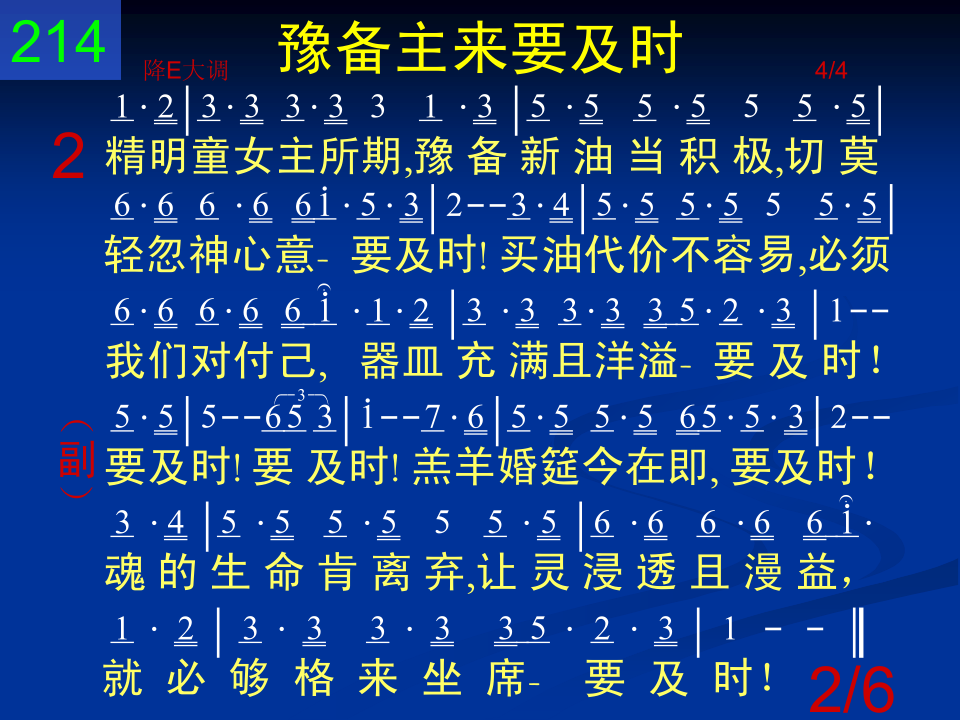 214
豫备主来要及时
降E大调
4/4
1 · 2 | 3 · 3 3 · 3 3 1 · 3 | 5 · 5 5 · 5 5 5 · 5 |
2
精明童女主所期,豫备新油当积极,切莫
6 · 6 6 · 6 6i · 5 · 3 | 2--3 · 4 | 5 · 5 5 · 5 5 5 · 5 |
轻忽神心意- 要及时! 买油代价不容易,必须
6 · 6 6 · 6 6 i · 1 · 2 | 3 · 3 3 · 3 3 5 · 2 · 3 | 1--
我们对付己, 器皿充满且洋溢- 要及时!
5 · 5 | 5--6 5 3 | i--7 · 6 | 5 · 5 5 · 5 65 · 5 · 3 | 2--
-3-
(副)
要及时! 要及时! 羔羊婚筵今在即, 要及时!
3 · 4 | 5 · 5 5 · 5 5 5 · 5 | 6 · 6 6 · 6 6 i ·
魂的生命肯离弃,让灵浸透且漫益,
1 · 2 | 3 · 3 3 · 3 3 5 · 2 · 3 | 1 - - ‖
就必够格来坐席- 要及时!
2/6